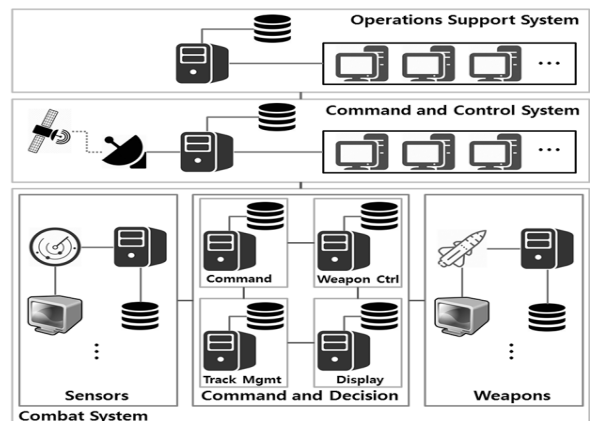 Operations Support System
Command and Control System
Command
Weapon Ctrl
Track Mgmt
Display
Sensors
Command and Decision
Weapons
Combat System